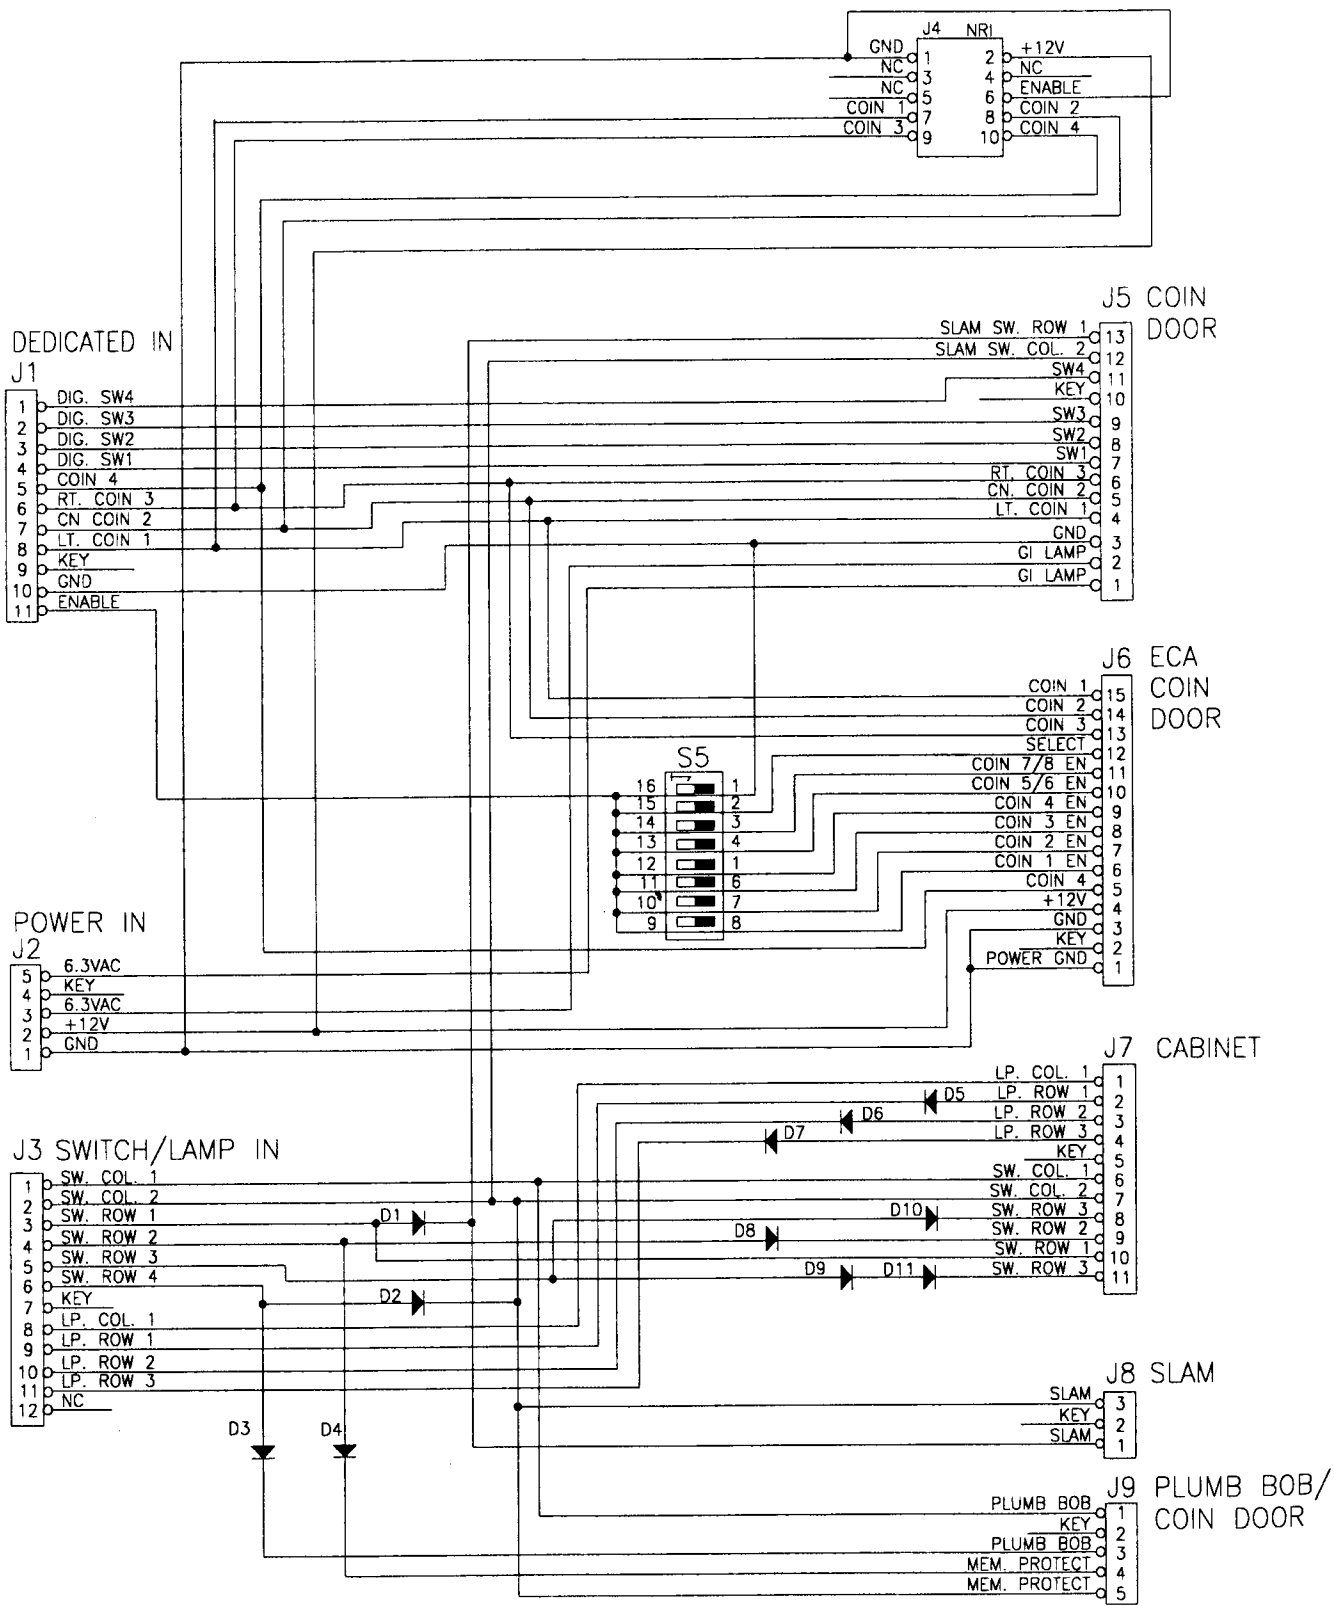 J4 NRI
GND 1 2 +12V
NC 3 4 NC
NC 5 6 ENABLE
COIN 1 7 8 COIN 2
COIN 3 9 10 COIN 4
DEDICATED IN
J1
1 DIG. SW4
2 DIG. SW3
3 DIG. SW2
4 DIG. SW1
5 COIN 4
6 RT. COIN 3
7 CN COIN 2
8 LT. COIN 1
9 KEY
10 GND
11 ENABLE
J5 COIN
DOOR
SLAM SW. ROW 1 13
SLAM SW. COL. 2 12
SW4 11
KEY 10
SW3 9
SW2 8
SW1 7
RT. COIN 3 6
CN. COIN 2 5
LT. COIN 1 4
GND 3
GI LAMP 2
GI LAMP 1
J6 ECA
COIN
DOOR
COIN 1 15
COIN 2 14
COIN 3 13
SELECT 12
COIN 7/8 EN 11
COIN 5/6 EN 10
COIN 4 EN 9
COIN 3 EN 8
COIN 2 EN 7
COIN 1 EN 6
COIN 4 5
+12V 4
GND 3
KEY 2
POWER GND 1
S5
16 1
15 2
14 3
13 4
12 1
11 6
10 7
9 8
POWER IN
J2
5 6.3VAC
4 KEY
3 6.3VAC
2 +12V
1 GND
J7 CABINET
LP. COL. 1 1
D5 LP. ROW 1 2
D6 LP. ROW 2 3
D7 LP. ROW 3 4
KEY 5
SW. COL. 1 6
SW. COL. 2 7
D10 SW. ROW 3 8
D8 SW. ROW 2 9
SW. ROW 1 10
D9 D11 SW. ROW 3 11
J3 SWITCH/LAMP IN
1 SW. COL. 1
2 SW. COL. 2
3 SW. ROW 1 D1
4 SW. ROW 2
5 SW. ROW 3
6 SW. ROW 4
7 KEY D2
8 LP. COL. 1
9 LP. ROW 1
10 LP. ROW 2
11 LP. ROW 3
12 NC
D3 D4
J8 SLAM
SLAM 3
KEY 2
SLAM 1
J9 PLUMB BOB/
COIN DOOR
PLUMB BOB 1
KEY 2
PLUMB BOB 3
MEM. PROTECT 4
MEM. PROTECT 5